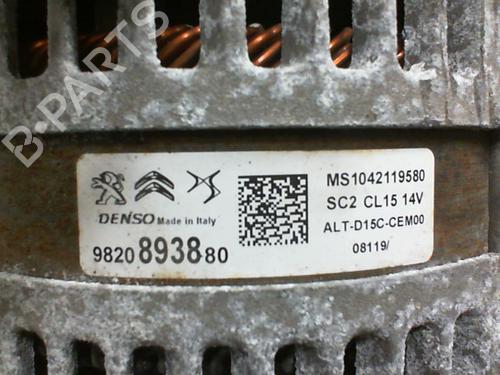 B-PARTS
DENSO Made in Italy
9820893880
MS1042119580
SC2 CL15 14V
ALT-D15C-CEM00
08119/